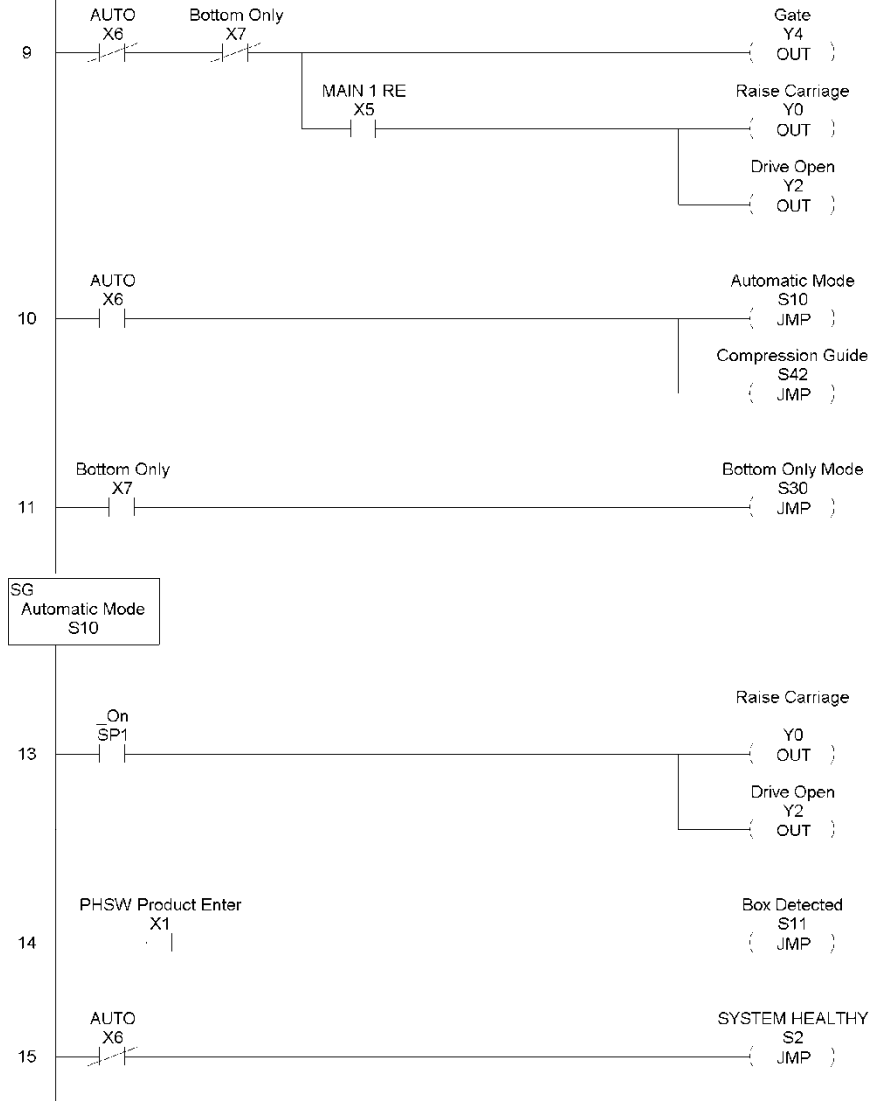 AUTO Bottom Only Gate
X6 X7 Y4
9 OUT
MAIN 1 RE Raise Carriage
X5 Y0
OUT
Drive Open
Y2
OUT
AUTO Automatic Mode
X6 S10
10 JMP
Compression Guide
S42
JMP
Bottom Only Bottom Only Mode
X7 S30
11 JMP
SG
Automatic Mode
S10
Raise Carriage
_On
SP1 Y0
13 OUT
Drive Open
Y2
OUT
PHSW Product Enter Box Detected
X1 S11
14 JMP
AUTO SYSTEM HEALTHY
X6 S2
15 JMP